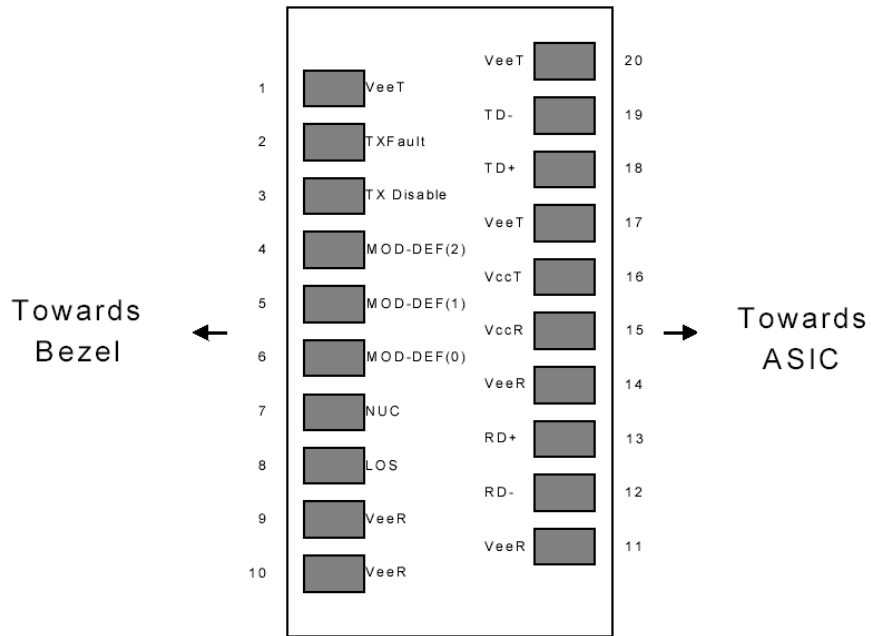 VeeT 20
1 VeeT
TD- 19
2 TXFault
TD+ 18
3 TX Disable
VeeT 17
4 MOD-DEF(2)
VccT 16
5 MOD-DEF(1)
Towards
Bezel
VccR 15
Towards
ASIC
6 MOD-DEF(0)
VeeR 14
7 NUC
RD+ 13
8 LOS
RD- 12
9 VeeR
VeeR 11
10 VeeR